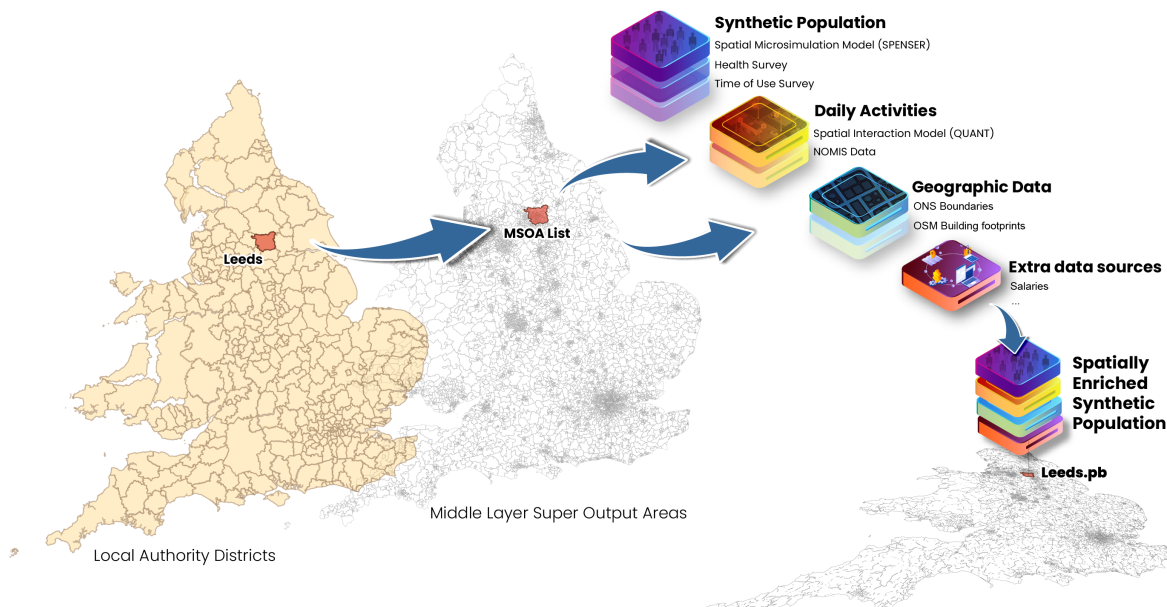 Synthetic Population
Spatial Microsimulation Model (SPENSER)
Health Survey
Time of Use Survey
Daily Activities
Spatial Interaction Model (QUANT)
NOMIS Data
Geographic Data
ONS Boundaries
OSM Building footprints
Extra data sources
Salaries
...
Leeds
MSOA List
Spatially
Enriched
Synthetic
Population
Leeds.pb
Middle Layer Super Output Areas
Local Authority Districts